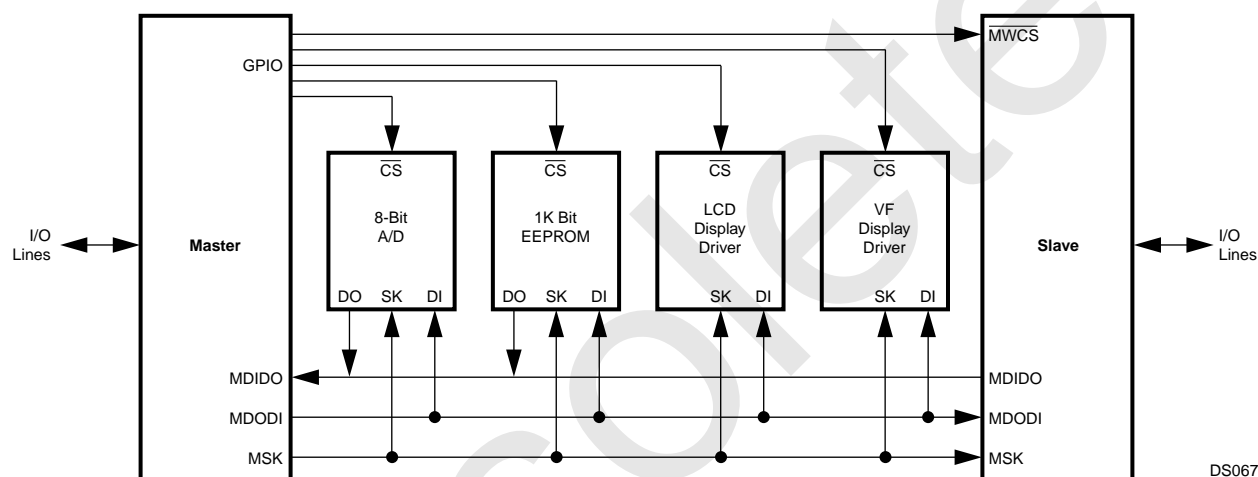 MWCS
GPIO
CS
CS
CS
CS
8-Bit
A/D
1K Bit
EEPROM
LCD
Display
Driver
VF
Display
Driver
I/O
Lines
Master
Slave
I/O
Lines
DO SK DI
DO SK DI
SK DI
SK DI
MDIDO
MDIDO
MDODI
MDODI
MSK
MSK
DS067